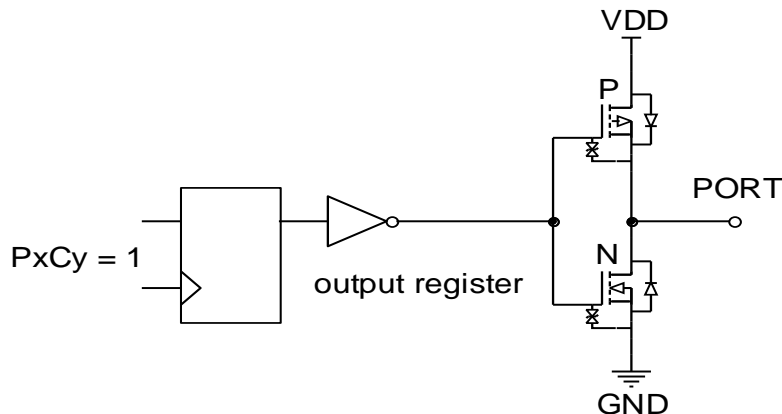 VDD
P
PORT
PxCy = 1
N
output register
GND